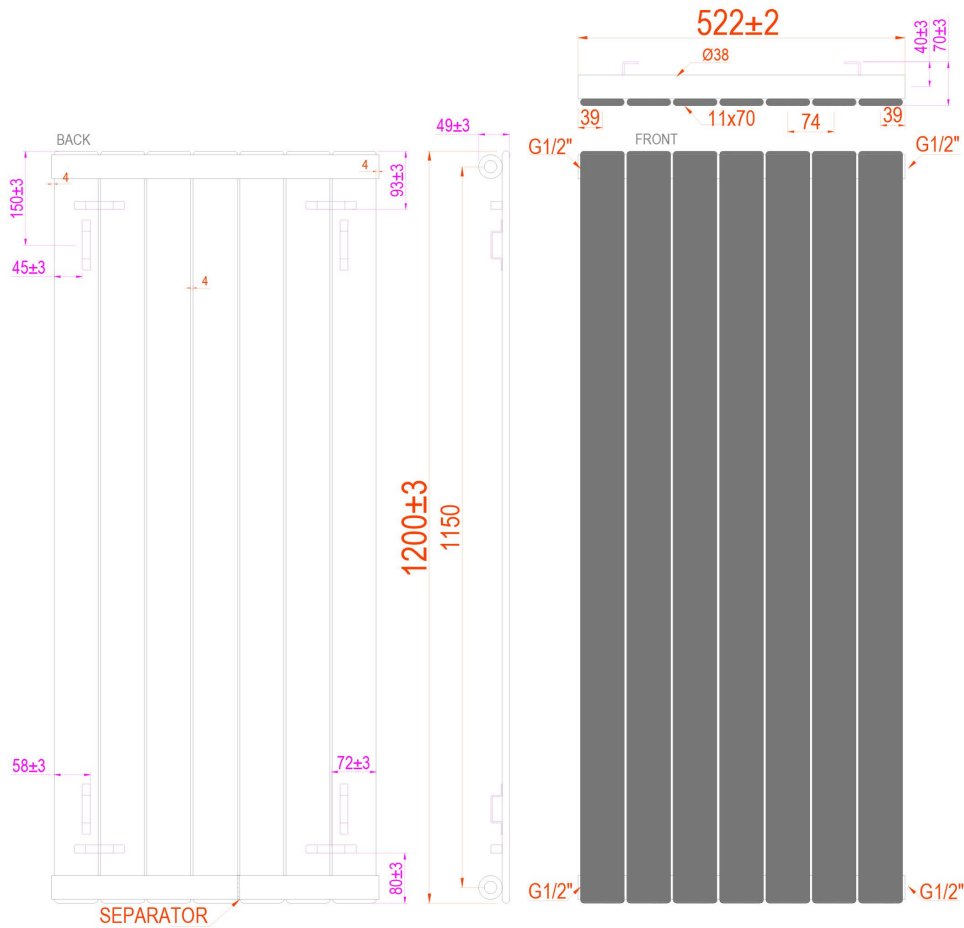 522±2
40±3
70±3
Ø38
39
11x70
74
39
49±3
BACK
FRONT
G1/2"
G1/2"
4
4
93±3
150±3
45±3
4
1200±3
1150
58±3
72±3
80±3
G1/2"
G1/2"
SEPARATOR